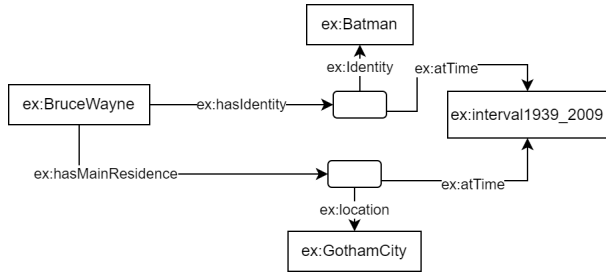 ex:Batman
ex:Identity
ex:atTime
ex:BruceWayne
ex:hasIdentity
ex:interval1939_2009
ex:hasMainResidence
ex:atTime
ex:location
ex:GothamCity